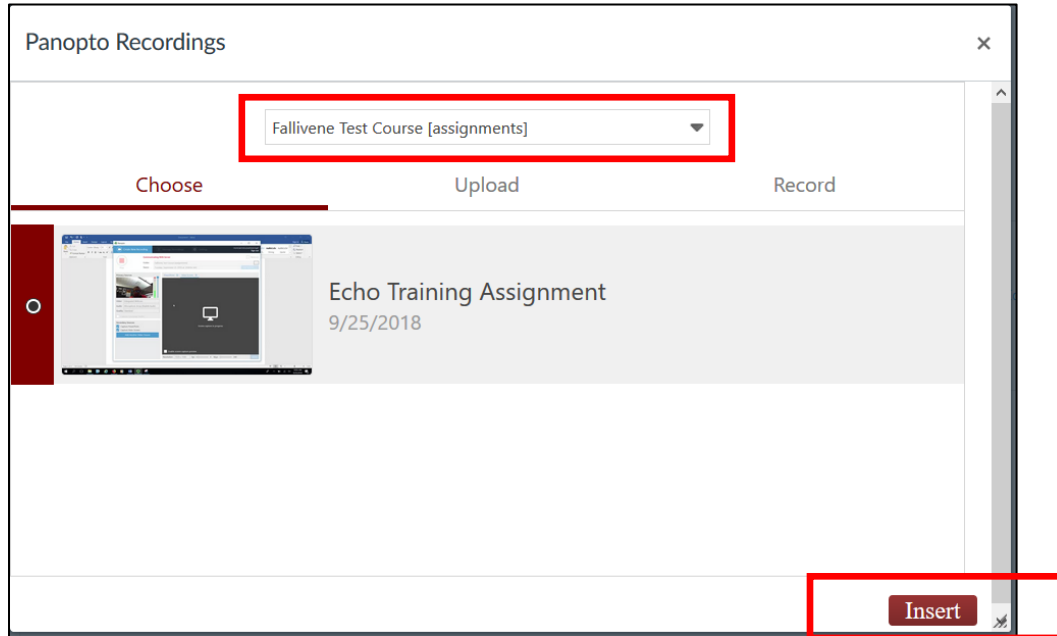 Panopto Recordings
×
Fallivene Test Course [assignments]
Choose Upload Record
Echo Training Assignment
9/25/2018
Insert